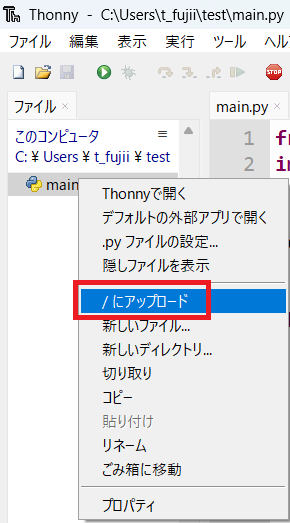 Thonny - C:\Users\t_fujii\test\main.py
ファイル 編集 表示 実行 ツール
STOP
ファイル ×
main.py ×
このコンピュータ
C: ¥ Users ¥ t_fujii ¥ test
main
1
2
Thonnyで開く
デフォルトの外部アプリで開く
.py ファイルの設定...
隠しファイルを表示
/ にアップロード
新しいファイル...
新しいディレクトリ...
切り取り
コピー
貼り付け
リネーム
ごみ箱に移動
プロパティ